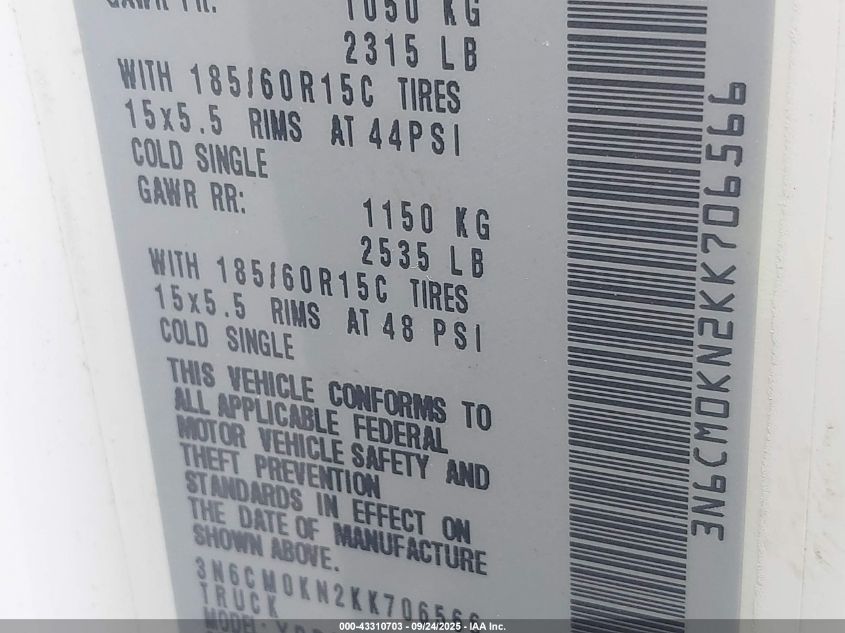 GAWR FR:
1050 KG
2315 LB
WITH 185/60R15C TIRES
15x5.5 RIMS AT 44PSI
COLD SINGLE
GAWR RR:
1150 KG
2535 LB
WITH 185/60R15C TIRES
15x5.5 RIMS AT 48 PSI
COLD SINGLE
THIS VEHICLE CONFORMS TO
ALL APPLICABLE FEDERAL
MOTOR VEHICLE SAFETY AND
THEFT PREVENTION
STANDARDS IN EFFECT ON
THE DATE OF MANUFACTURE
SHOWN ABOVE.
3N6CM0KN2KK706566
TRUCK
MODEL:
3N6CM0KN2KK706566
000-43310703 - 09/24/2025 - IAA Inc.